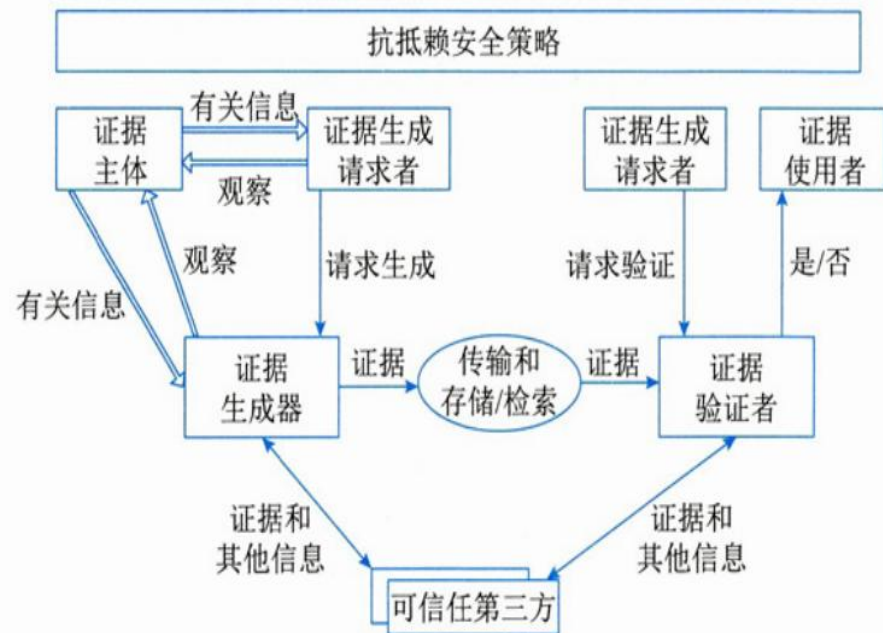 抗抵赖安全策略
证据
主体
有关信息
观察
证据生成
请求者
证据生成
请求者
证据
使用者
观察
有关信息
请求生成
请求验证
是/否
证据
生成器
证据
传输和
存储/检索
证据
证据
验证者
证据和
其他信息
证据和
其他信息
可信任第三方